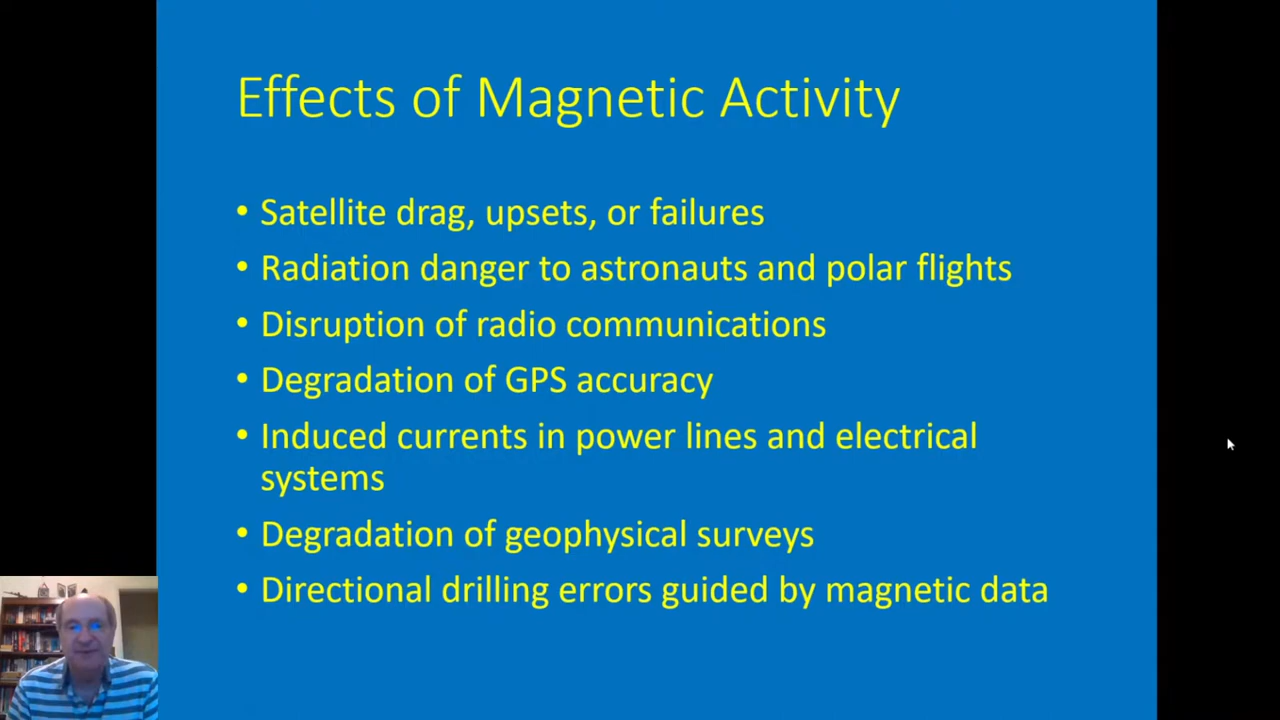 Effects of Magnetic Activity
• Satellite drag, upsets, or failures
• Radiation danger to astronauts and polar flights
• Disruption of radio communications
• Degradation of GPS accuracy
• Induced currents in power lines and electrical
systems
• Degradation of geophysical surveys
• Directional drilling errors guided by magnetic data